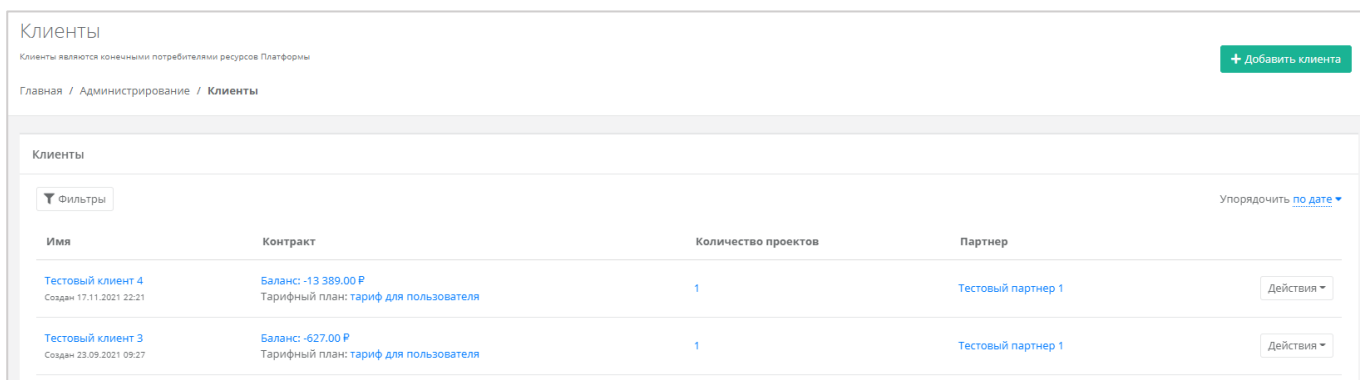 Клиенты
Клиенты являются конечными потребителями ресурсов Платформы
+ Добавить клиента
Главная / Администрирование / Клиенты
Клиенты
Фильтры
Упорядочить по дате
Имя Контракт Количество проектов Партнер
Тестовый клиент 4 Баланс: -13 389.00 ₽ 1 Тестовый партнер 1 Действия
Создан 17.11.2021 22:21 Тарифный план: тариф для пользователя
Тестовый клиент 3 Баланс: -627.00 ₽ 1 Тестовый партнер 1 Действия
Создан 23.09.2021 09:27 Тарифный план: тариф для пользователя